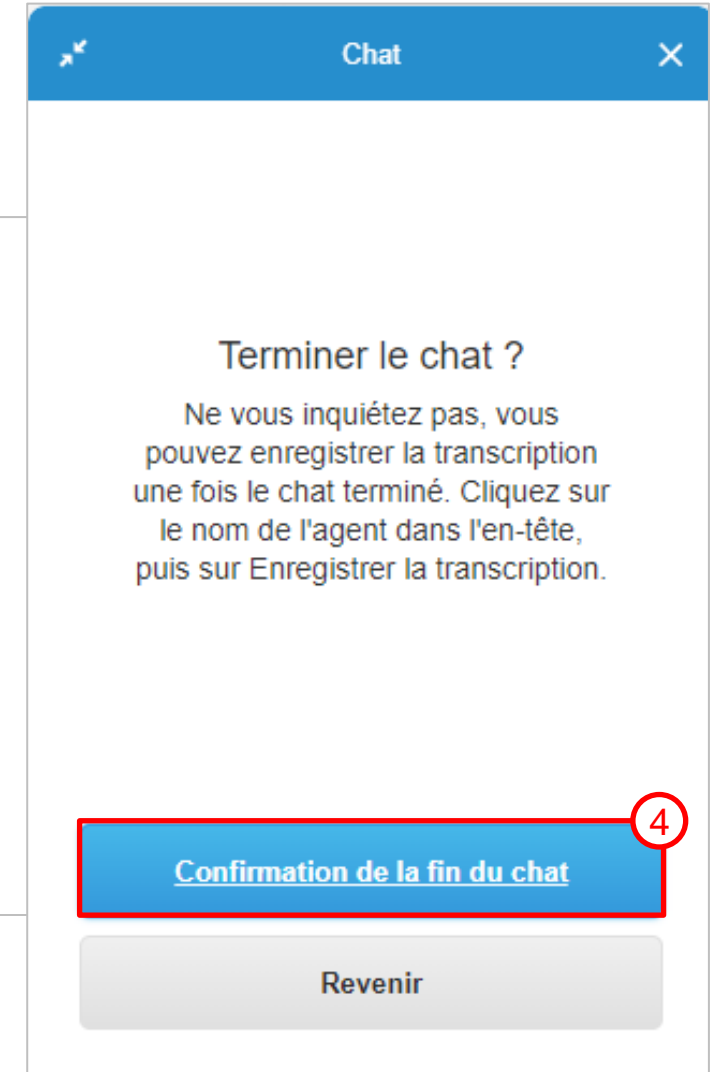 Chat
Terminer le chat ?
Ne vous inquiétez pas, vous
pouvez enregistrer la transcription
une fois le chat terminé. Cliquez sur
le nom de l'agent dans l'en-tête,
puis sur Enregistrer la transcription.
4
Confirmation de la fin du chat
Revenir